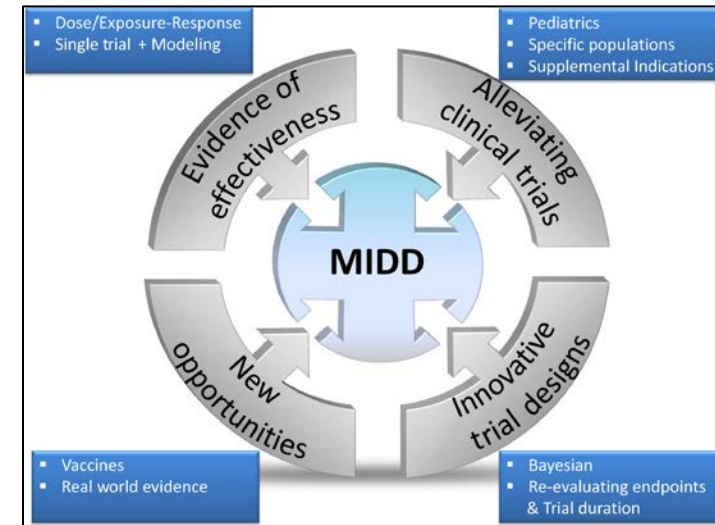 Dose/Exposure-Response
Single trial + Modeling
Pediatrics
Specific populations
Supplemental Indications
Evidence of
effectiveness
Alleviating
clinical trials
MIDD
New
opportunities
Innovative
trial designs
Vaccines
Real world evidence
Bayesian
Re-evaluating endpoints
& Trial duration